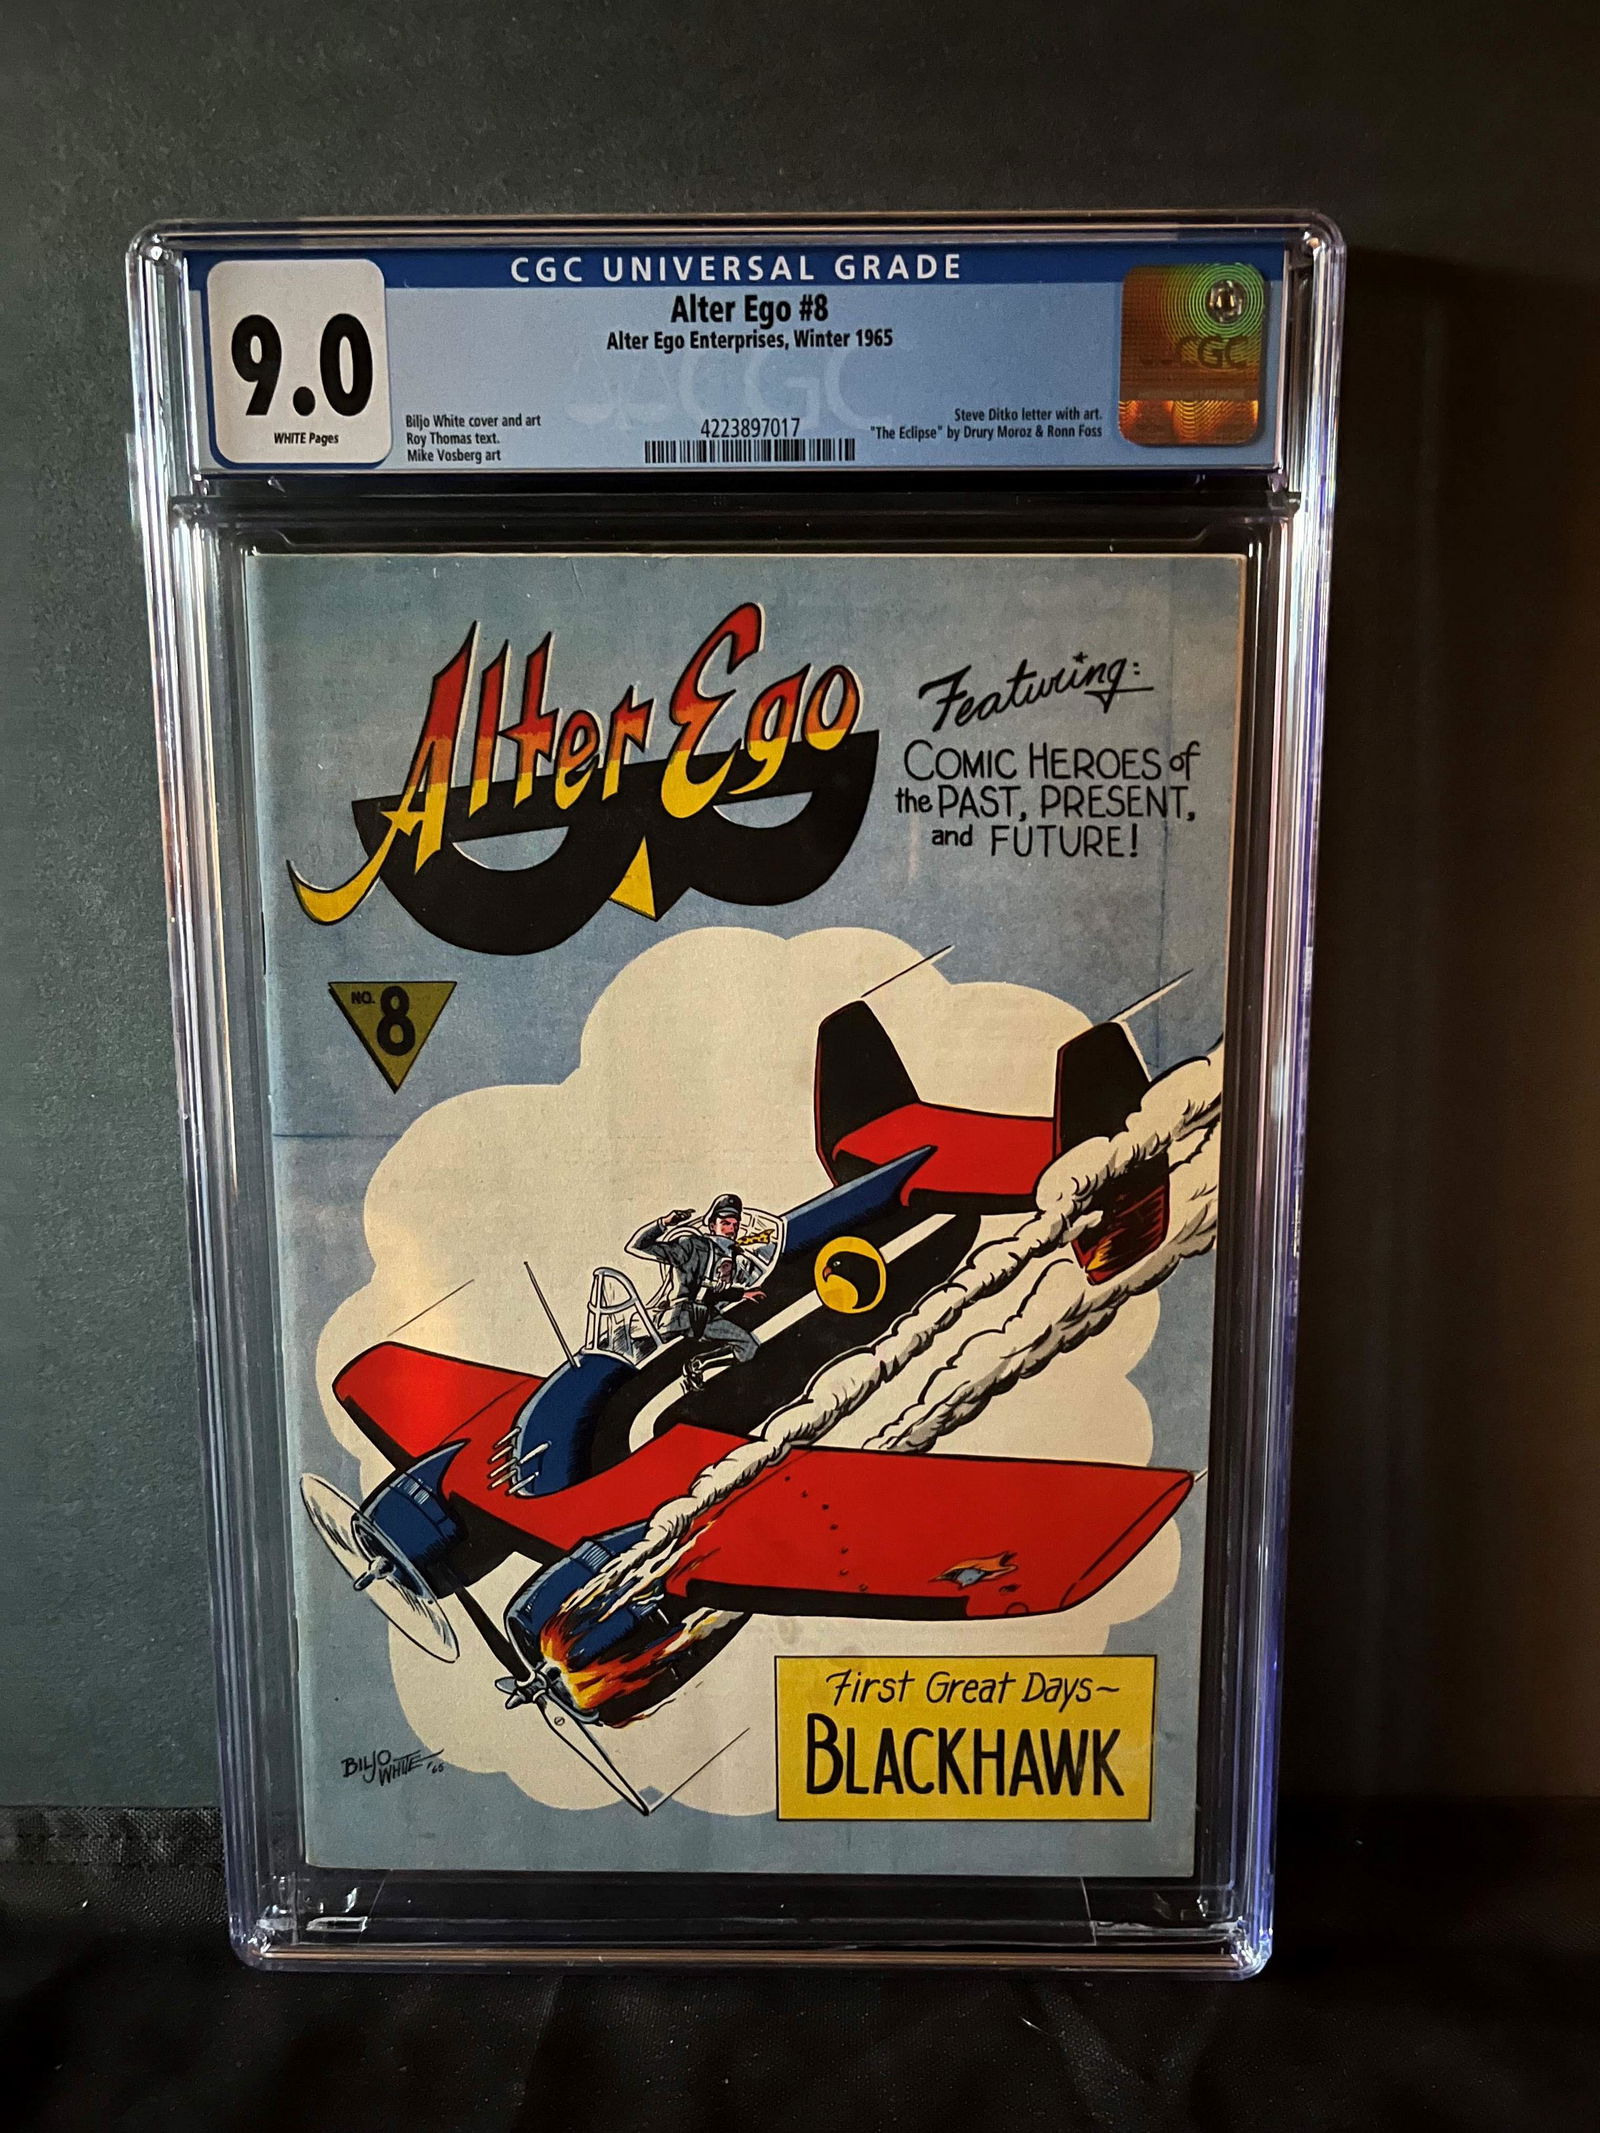 CGC UNIVERSAL GRADE
9.0
WHITE Pages
Alter Ego #8
Alter Ego Enterprises, Winter 1965
Biljo White cover and art
Roy Thomas text.
Mike Vosberg art
4223897017
Steve Ditko letter with art.
"The Eclipse" by Drury Moroz & Ronn Foss
CGC
CGC
Alter Ego
Featuring:
COMIC HEROES of
the PAST, PRESENT,
and FUTURE!
NO. 8
First Great Days~
BLACKHAWK
BILJO
WHITE '65